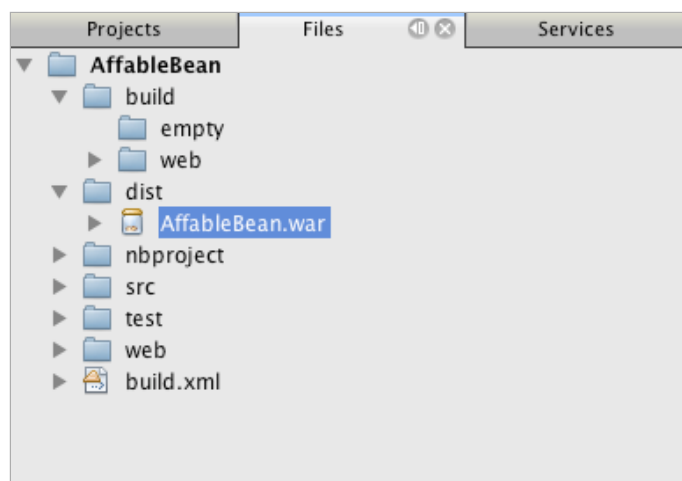 Projects Files Services
AffableBean
build
empty
web
dist
AffableBean.war
nbproject
src
test
web
build.xml